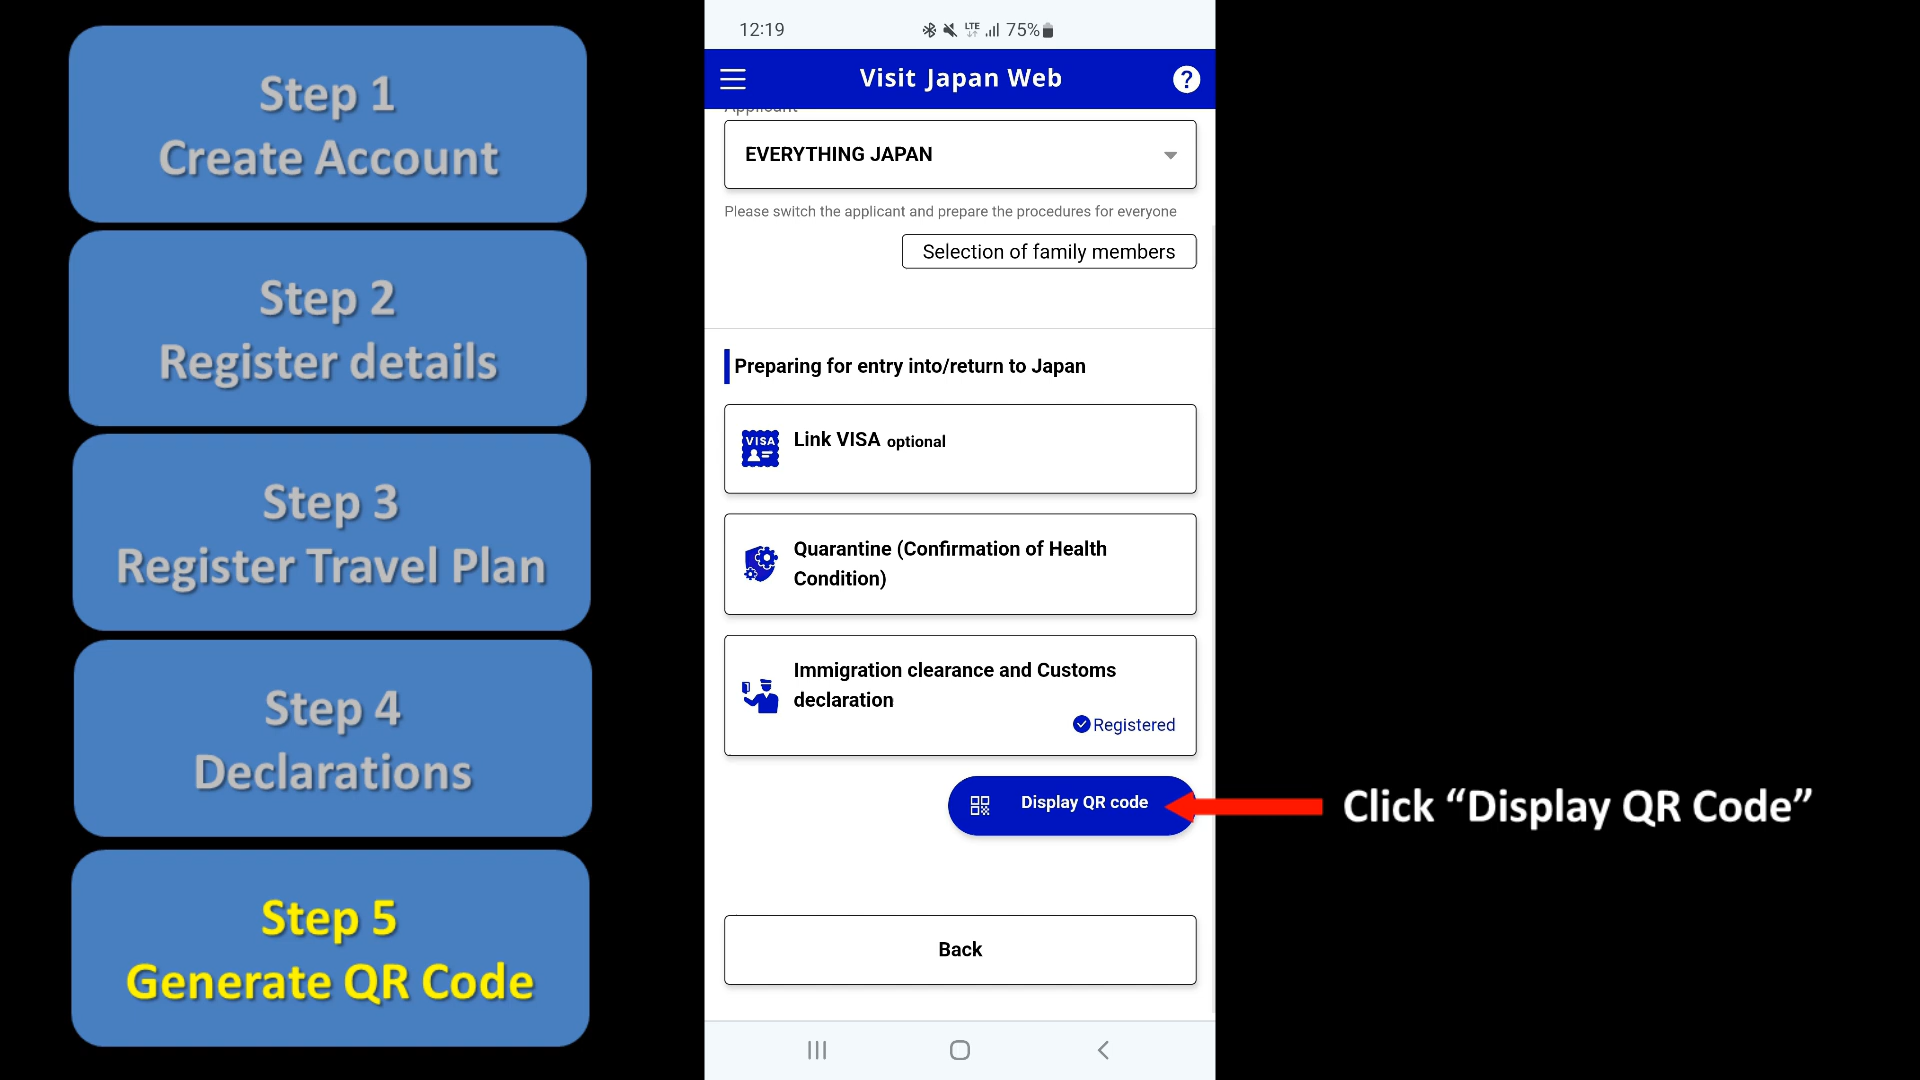 Step 1
Create Account
Step 2
Register details
Step 3
Register Travel Plan
Step 4
Declarations
Step 5
Generate QR Code
12:19
LTE
75%
Visit Japan Web
?
Applicant
EVERYTHING JAPAN
Please switch the applicant and prepare the procedures for everyone
Selection of family members
Preparing for entry into/return to Japan
VISA
Link VISA optional
Quarantine (Confirmation of Health
Condition)
Immigration clearance and Customs
declaration
Registered
Display QR code
Back
Click “Display QR Code”